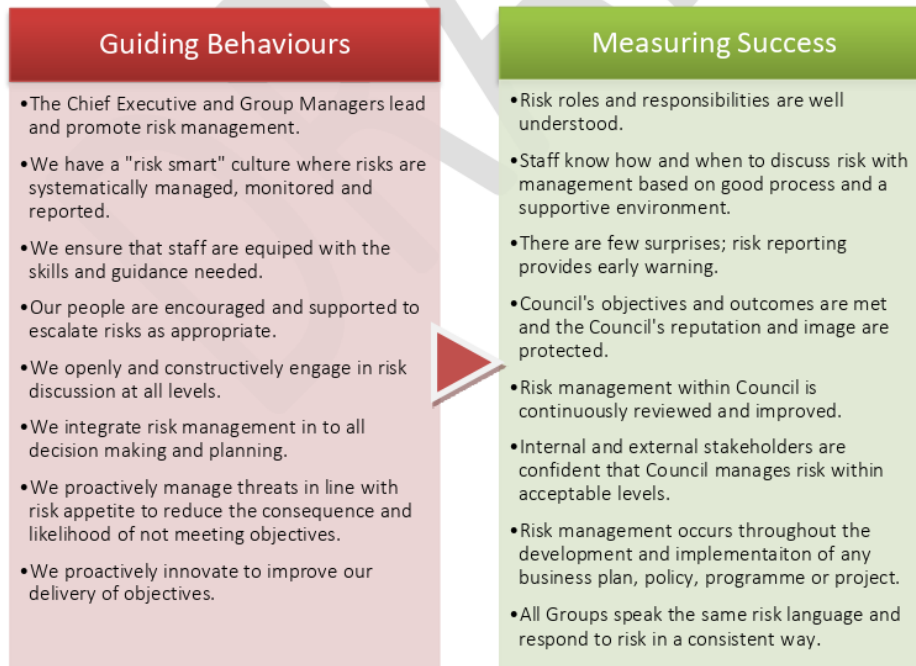 Guiding Behaviours
•The Chief Executive and Group Managers lead
and promote risk management.
•We have a "risk smart" culture where risks are
systematically managed, monitored and
reported.
•We ensure that staff are equiped with the
skills and guidance needed.
•Our people are encouraged and supported to
escalate risks as appropriate.
•We openly and constructively engage in risk
discussion at all levels.
•We integrate risk management in to all
decision making and planning.
•We proactively manage threats in line with
risk appetite to reduce the consequence and
likelihood of not meeting objectives.
•We proactively innovate to improve our
delivery of objectives.
Measuring Success
•Risk roles and responsibilities are well
understood.
•Staff know how and when to discuss risk with
management based on good process and a
supportive environment.
•There are few surprises; risk reporting
provides early warning.
•Council's objectives and outcomes are met
and the Council's reputation and image are
protected.
•Risk management within Council is
continuously reviewed and improved.
•Internal and external stakeholders are
confident that Council manages risk within
acceptable levels.
•Risk management occurs throughout the
development and implementaiton of any
business plan, policy, programme or project.
•All Groups speak the same risk language and
respond to risk in a consistent way.